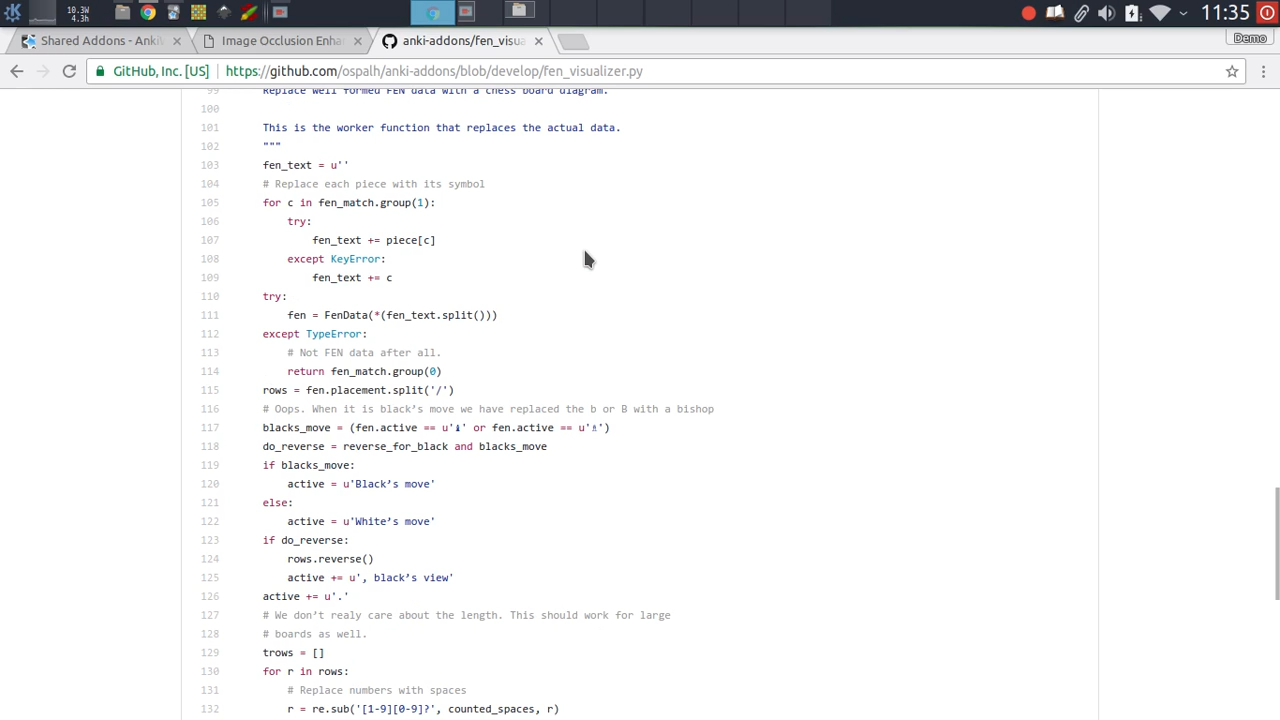 10.3W
4.3h
11:35
Shared Addons - Anki
Image Occlusion Enha
anki-addons/fen_visua
Demo
GitHub, Inc. [US]
https://github.com/ospalh/anki-addons/blob/develop/fen_visualizer.py
99 Replace well formed FEN data with a chess board diagram.
100
101 This is the worker function that replaces the actual data.
102 """
103 fen_text = u''
104 # Replace each piece with its symbol
105 for c in fen_match.group(1):
106 try:
107 fen_text += piece[c]
108 except KeyError:
109 fen_text += c
110 try:
111 fen = FenData(*(fen_text.split()))
112 except TypeError:
113 # Not FEN data after all.
114 return fen_match.group(0)
115 rows = fen.placement.split('/')
116 # Oops. When it is black’s move we have replaced the b or B with a bishop
117 blacks_move = (fen.active == u'♝' or fen.active == u'♗')
118 do_reverse = reverse_for_black and blacks_move
119 if blacks_move:
120 active = u'Black’s move'
121 else:
122 active = u'White’s move'
123 if do_reverse:
124 rows.reverse()
125 active += u', black’s view'
126 active += u'.'
127 # We don’t realy care about the length. This should work for large
128 # boards as well.
129 trows = []
130 for r in rows:
131 # Replace numbers with spaces
132 r = re.sub('[1-9][0-9]?', counted_spaces, r)